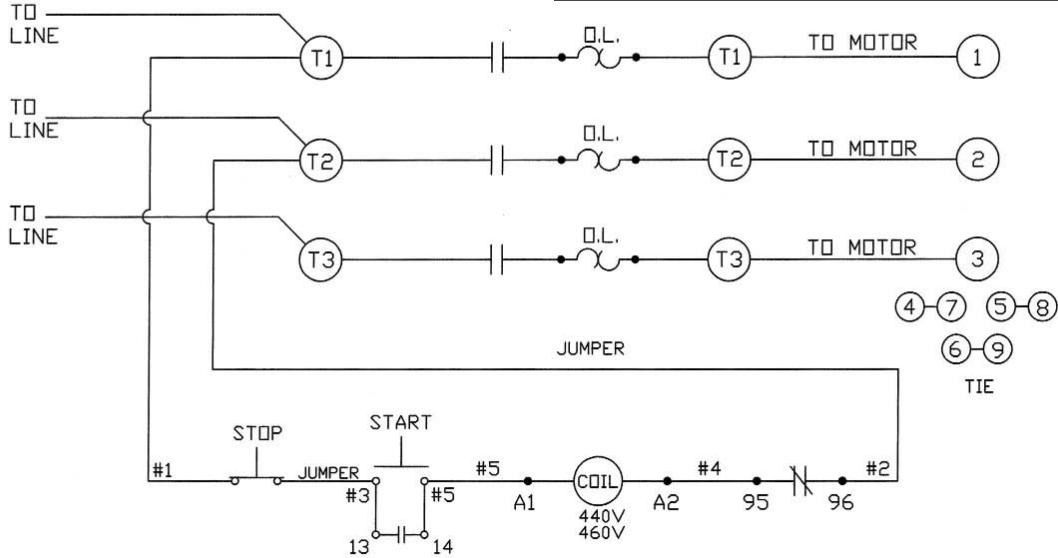 TO
LINE
T1
O.L.
T1
TO MOTOR
1
TO
LINE
T2
O.L.
T2
TO MOTOR
2
TO
LINE
T3
O.L.
T3
TO MOTOR
3
4 7 5 8
6 9
TIE
JUMPER
STOP
START
#1
JUMPER
#3
#5
#5
A1
COIL
440V
460V
A2
#4
95
96
#2
13
14